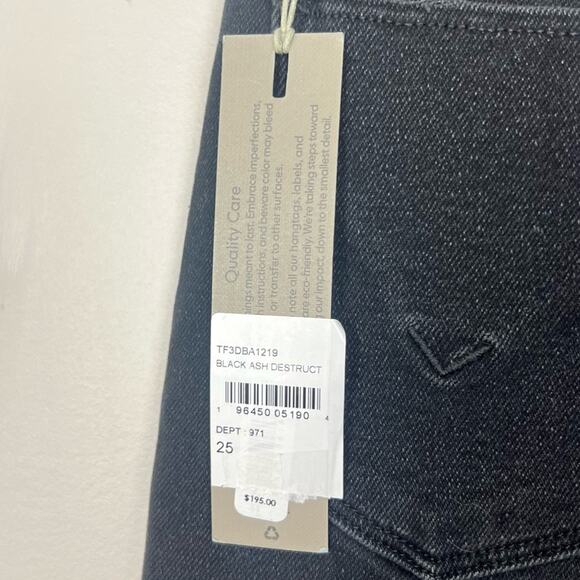 Quality Care
ings meant to last. Embrace imperfections,
instructions, and beware color may bleed
or transfer to other surfaces.
note all our hangtags, labels, and
are eco-friendly. We're taking steps toward
our impact, down to the smallest detail.
TF3DBA1219
BLACK ASH DESTRUCT
1 96450 05190 4
DEPT : 971
25
$195.00